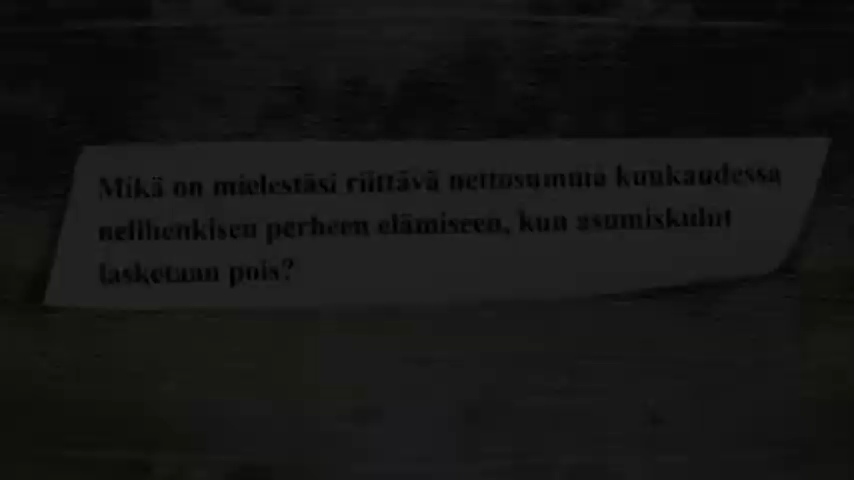 Mikä on mielestäsi riittävä nettosumma kuukaudessa
nelihenkisen perheen elämiseen, kun asumiskulut
lasketaan pois?